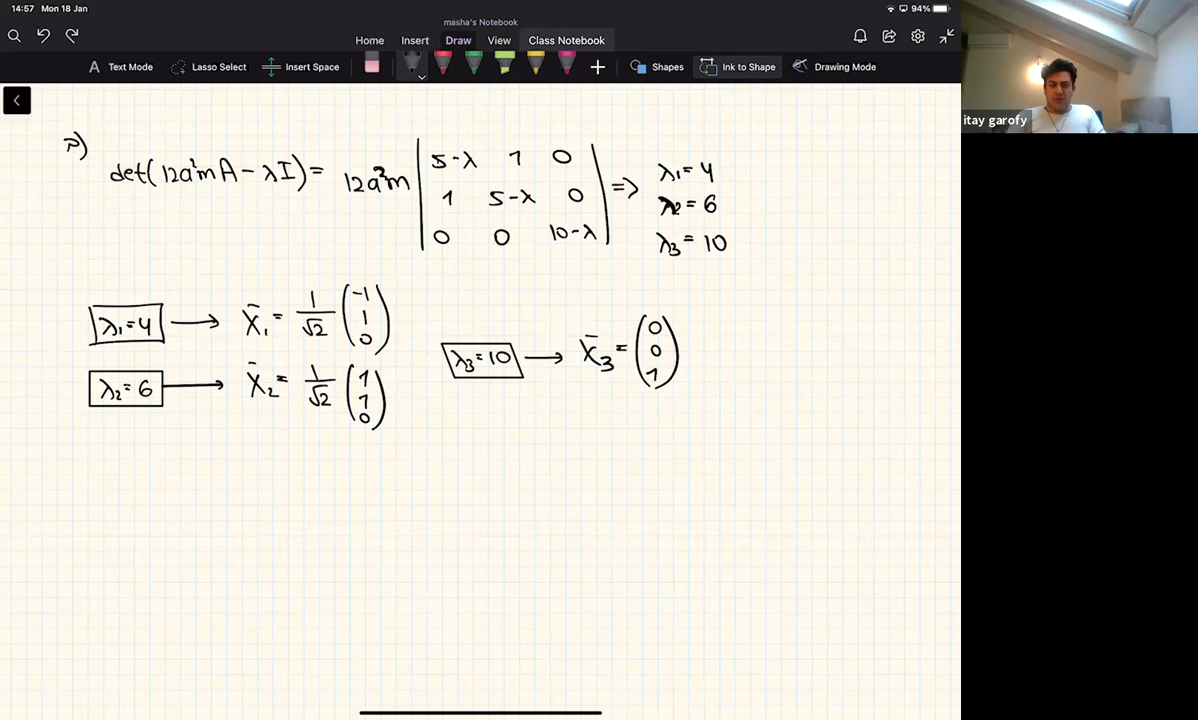 14:57 Mon 18 Jan
94%
masha's Notebook
Home Insert Draw View Class Notebook
Text Mode Lasso Select Insert Space Shapes Ink to Shape Drawing Mode
itay garofy
det(12a²mA - λI) = 12a²m | 5-λ 1 0 | => λ1 = 4
| 1 5-λ 0 | λ2 = 6
| 0 0 10-λ | λ3 = 10
λ1 = 4 → X̄1 = 1/√2 (-1 1 0)
λ2 = 6 → X̄2 = 1/√2 (1 1 0)
λ3 = 10 → X̄3 = (0 0 1)